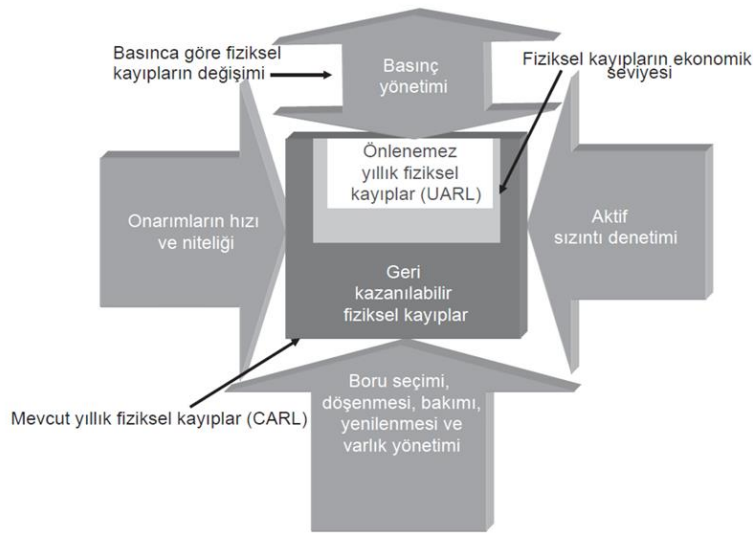 Basınca göre fiziksel
kayıpların değişimi
Basınç
yönetimi
Fiziksel kayıpların ekonomik
seviyesi
Önlenemez
yıllık fiziksel
kayıplar (UARL)
Onarımların hızı
ve niteliği
Aktif
sızıntı denetimi
Geri
kazanılabilir
fiziksel kayıplar
Mevcut yıllık fiziksel kayıplar (CARL)
Boru seçimi,
döşenmesi, bakımı,
yenilenmesi ve
varlık yönetimi